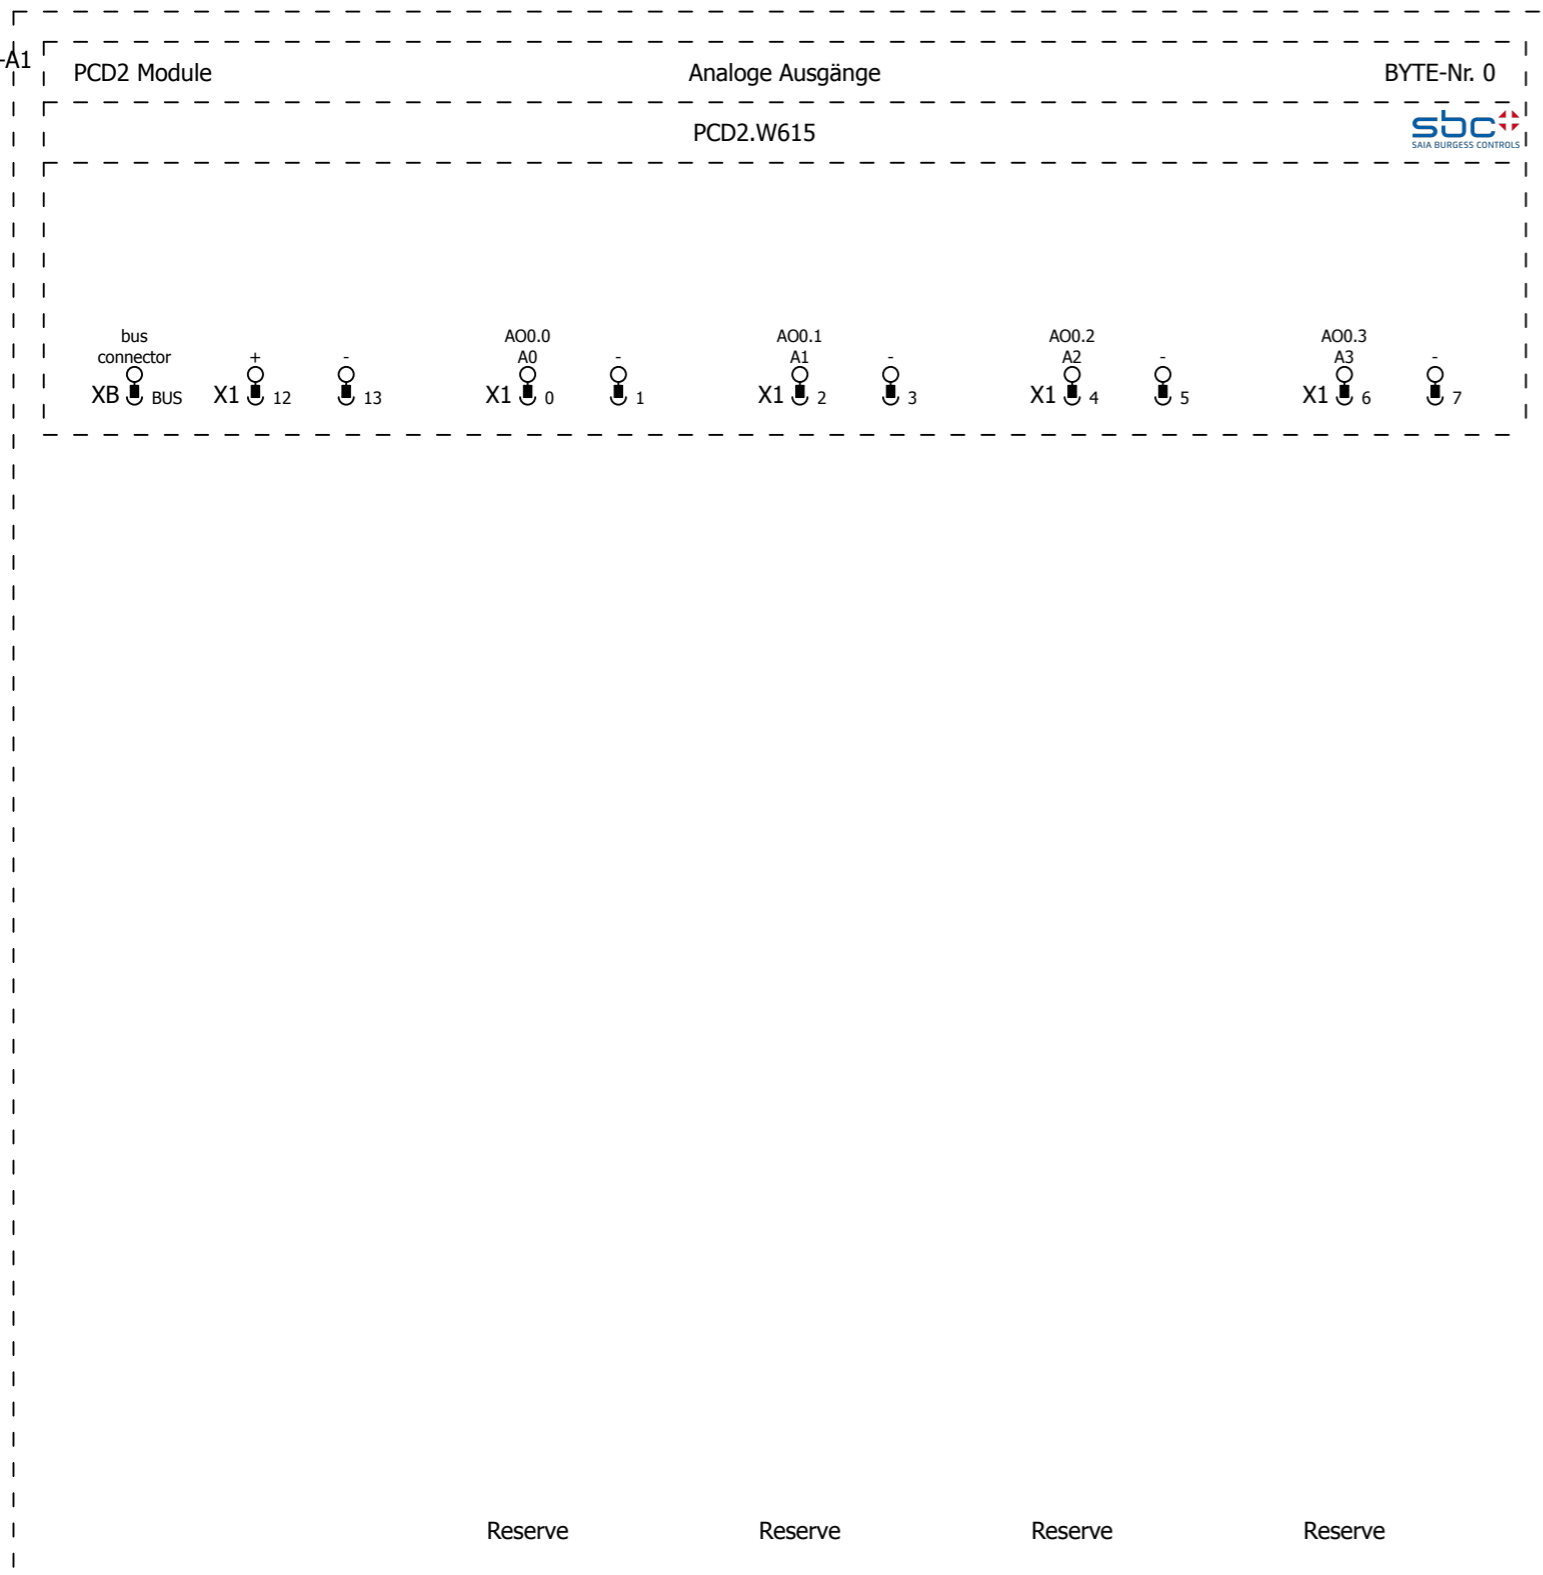 -A1
PCD2 Module Analoge Ausgänge BYTE-Nr. 0
PCD2.W615
sbc
SAIA BURGESS CONTROLS
bus AO0.0 AO0.1 AO0.2 AO0.3
connector + - A0 - A1 - A2 - A3 -
XB BUS X1 12 13 X1 0 1 X1 2 3 X1 4 5 X1 6 7
Reserve Reserve Reserve Reserve